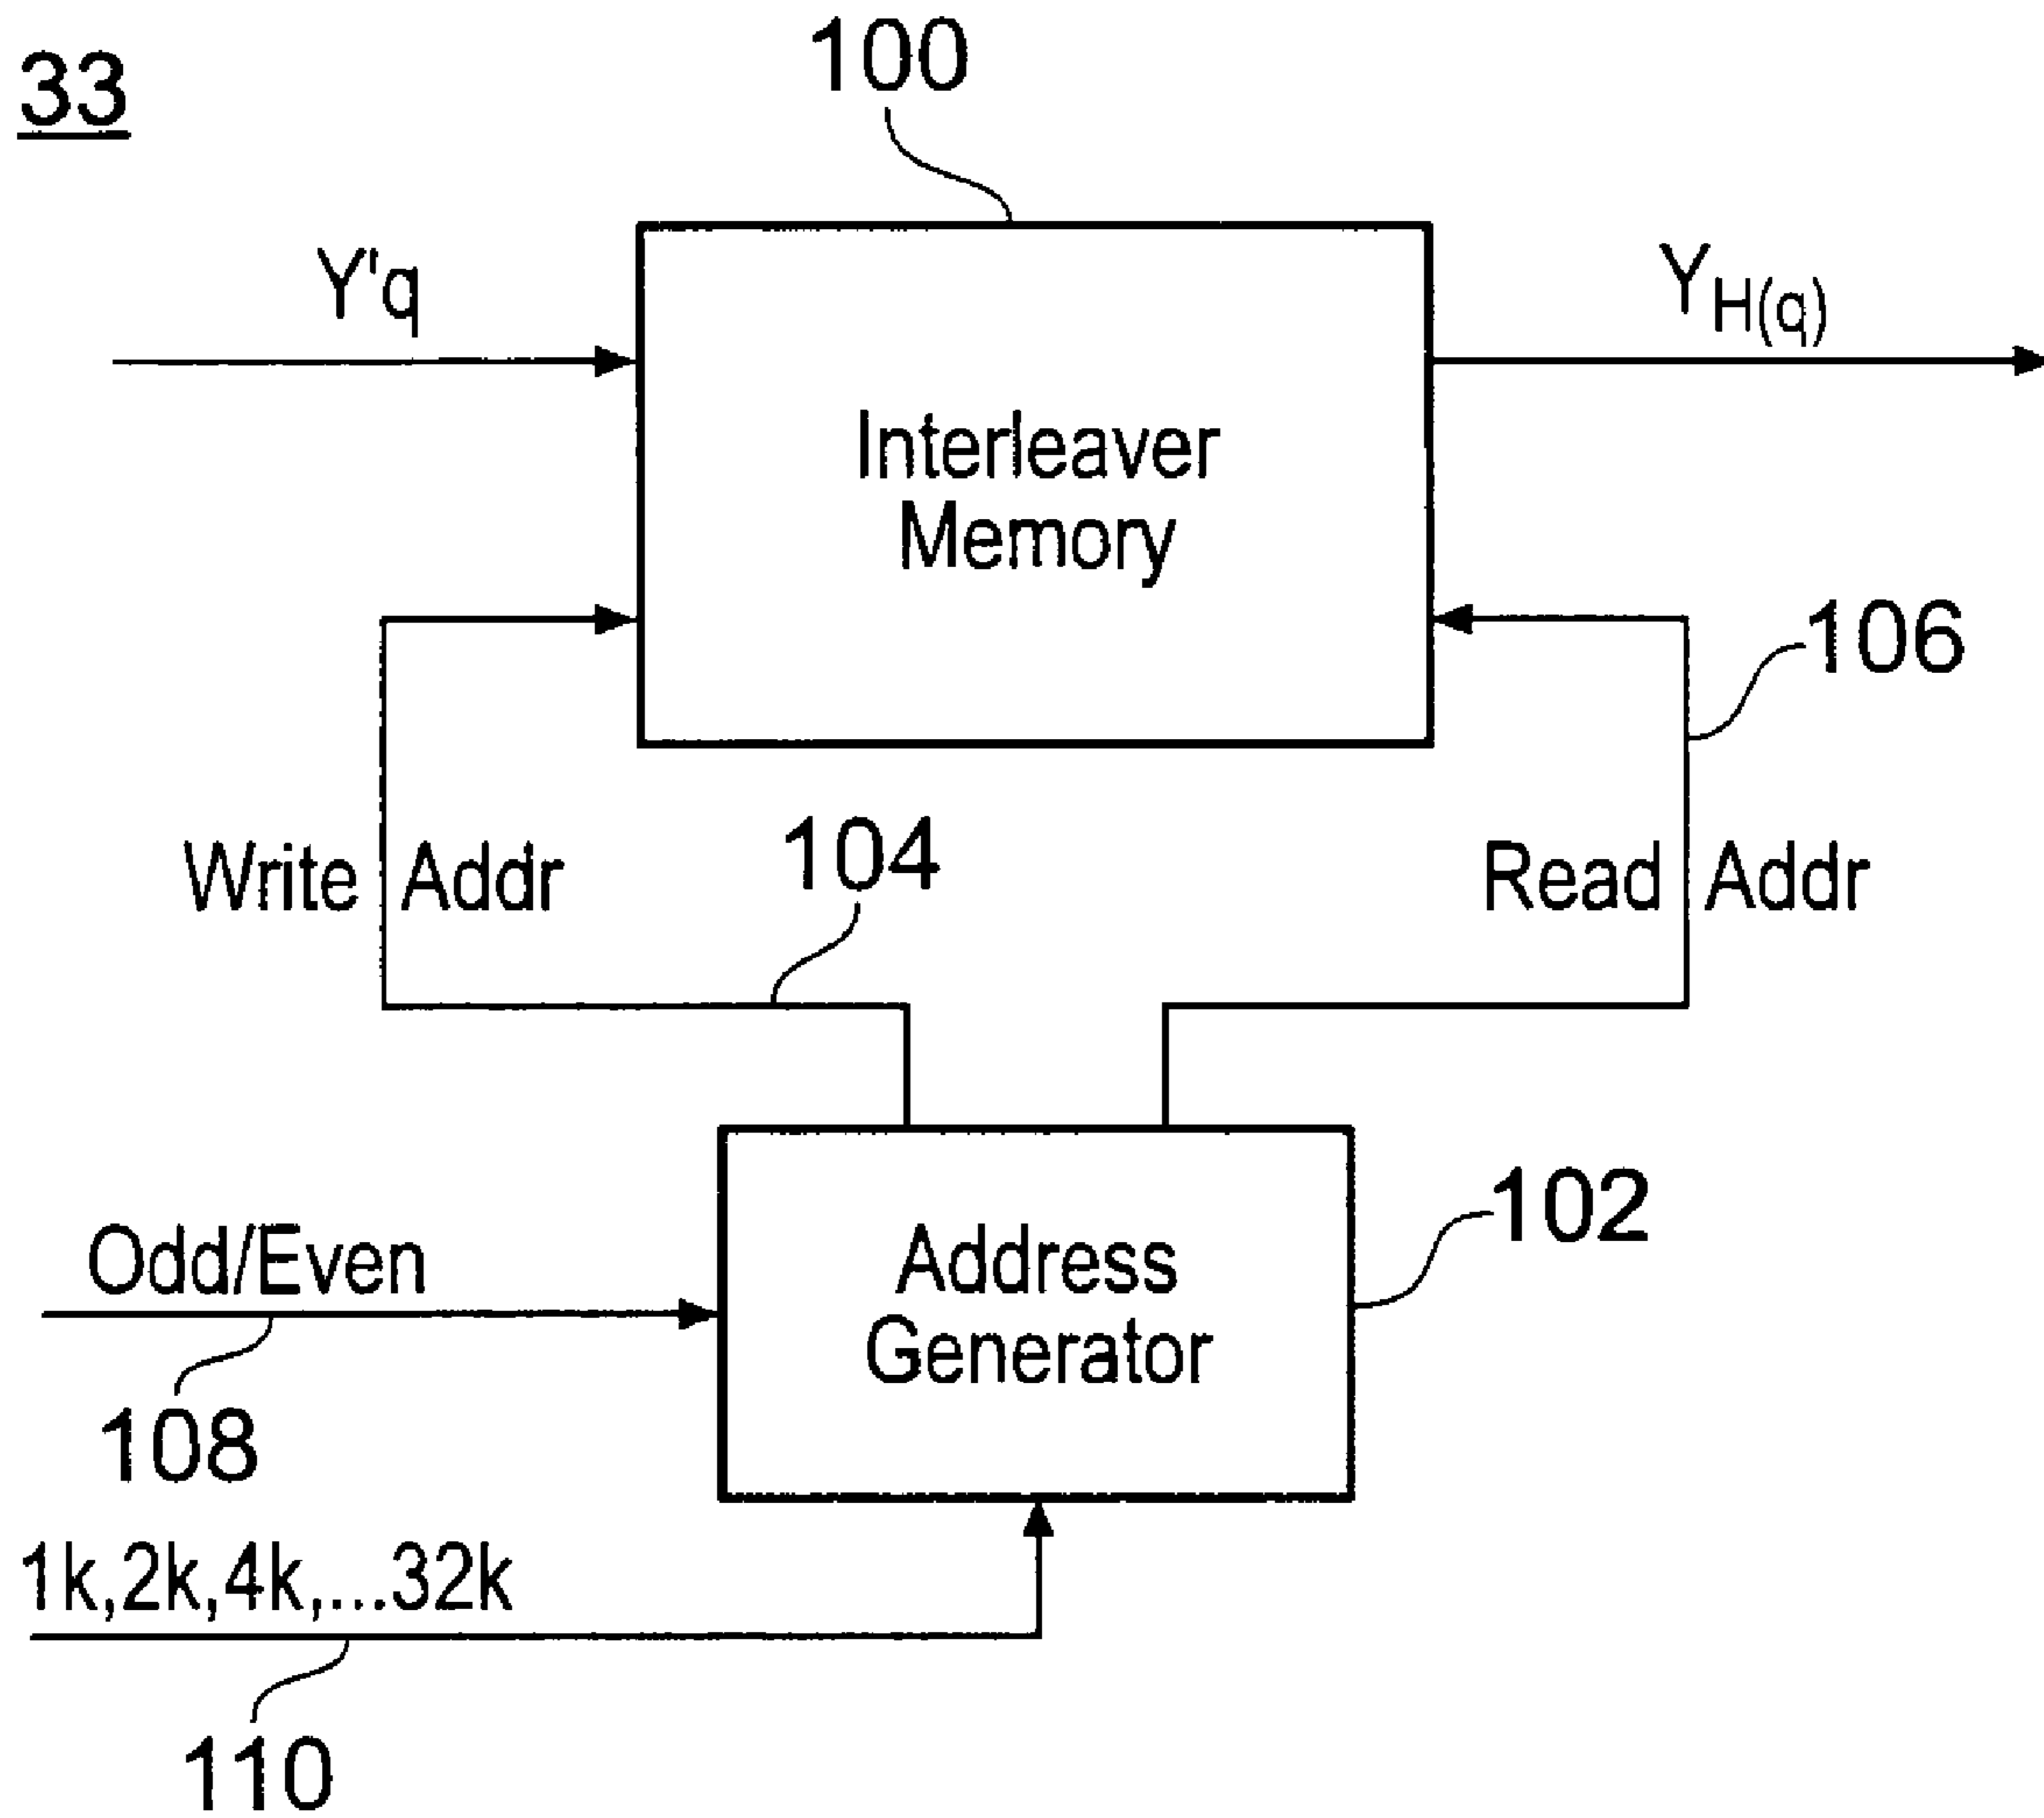 33
100
Y'q
YH(q)
Interleaver
Memory
106
Write Addr
104
Read Addr
102
Odd/Even
Address
Generator
108
1k,2k,4k,...32k
110